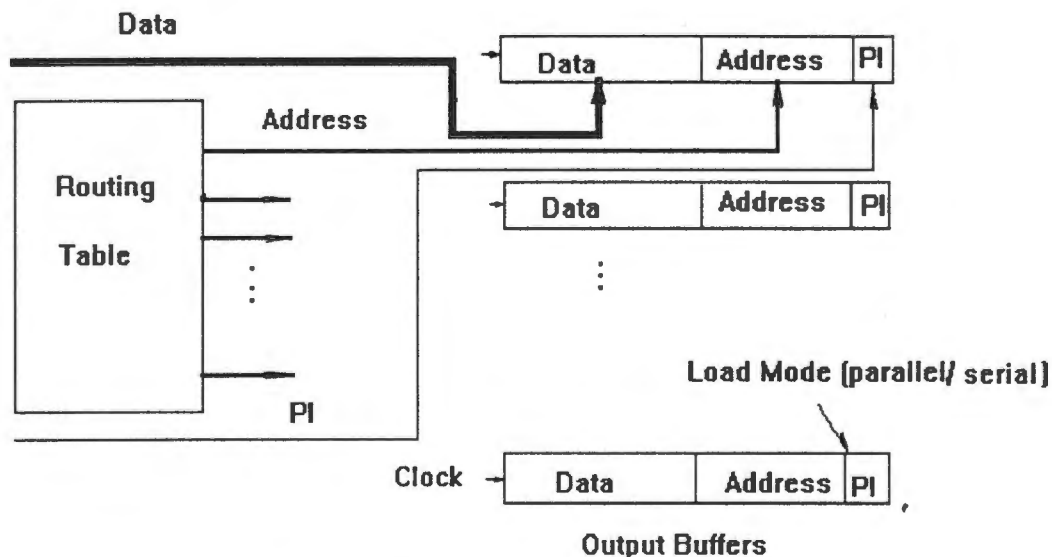 Data
Data Address PI
Address
Routing
Table
Data Address PI
PI
Load Mode (parallel/ serial)
Clock
Data Address PI
Output Buffers